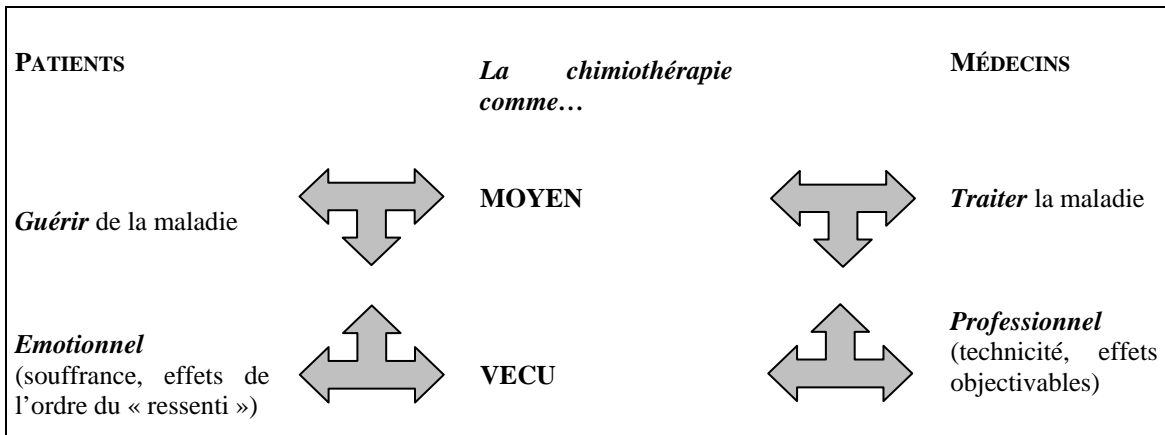 PATIENTS
La chimiothérapie
comme…
MÉDECINS
Guérir de la maladie
MOYEN
Traiter la maladie
Emotionnel
(souffrance, effets de
l’ordre du « ressenti »)
VECU
Professionnel
(technicité, effets
objectivables)